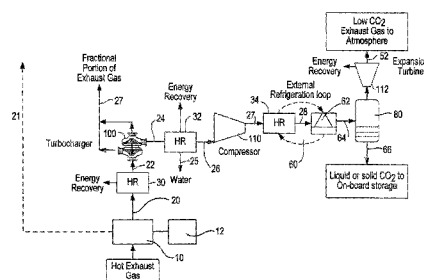 Low CO2
Exhaust Gas to
Atmosphere
52
Expansion
Turbine
Energy
Recovery
112
Fractional
Portion of
Exhaust Gas
27
21
Energy
Recovery
External
Refrigeration loop
34
32
24
HR
27
HR
28
62
80
100
Turbocharger
110
Compressor
64
25
26
Water
60
22
66
Energy
Recovery
HR
30
20
Liquid or solid CO2 to
On-board storage
12
10
Hot Exhaust
Gas